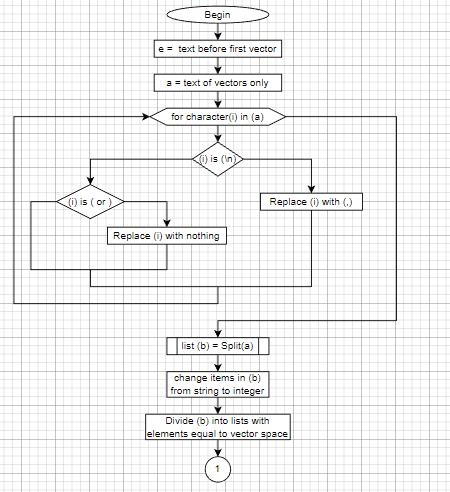 Begin
e =  text before first vector
a = text of vectors only
for character(i) in (a)
(i) is (\n)
(i) is ( or )
Replace (i) with (,)
Replace (i) with nothing
list (b) = Split(a)
change items in (b)
from string to integer
Divide (b) into lists with
elements equal to vector space
1